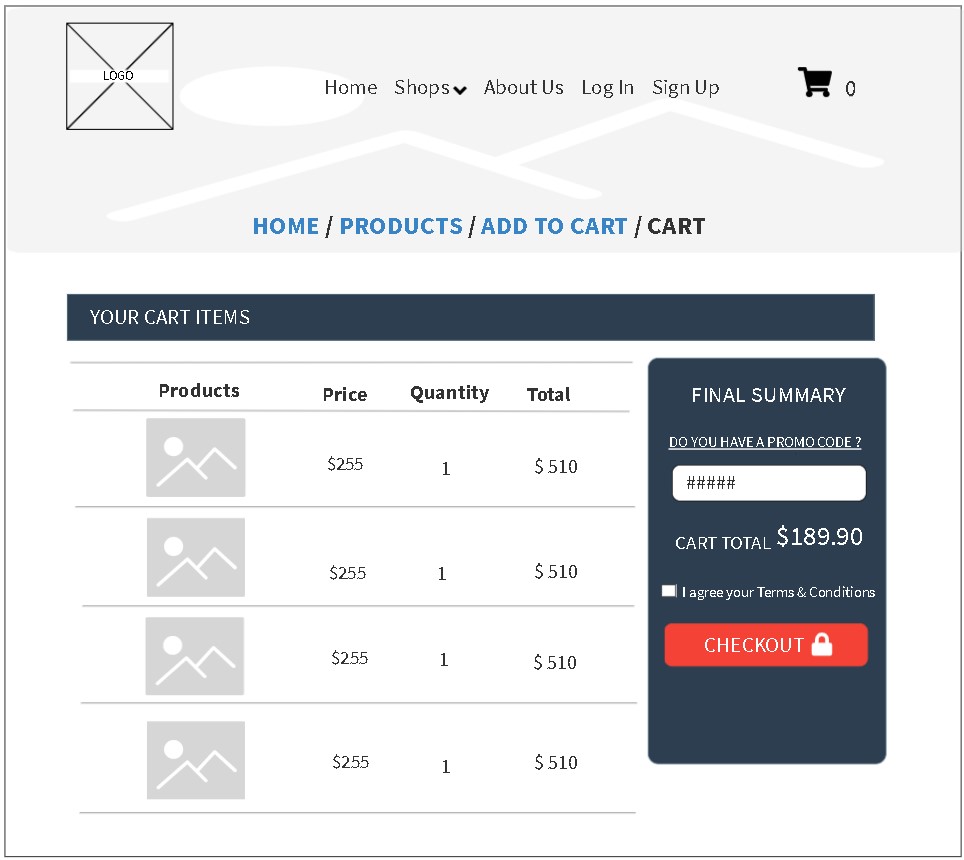 LOGO
Home Shops About Us Log In Sign Up 0
HOME / PRODUCTS / ADD TO CART / CART
YOUR CART ITEMS
Products Price Quantity Total
$255 1 $ 510
$255 1 $ 510
$255 1 $ 510
$255 1 $ 510
FINAL SUMMARY
DO YOU HAVE A PROMO CODE ?
#####
CART TOTAL $189.90
I agree your Terms & Conditions
CHECKOUT